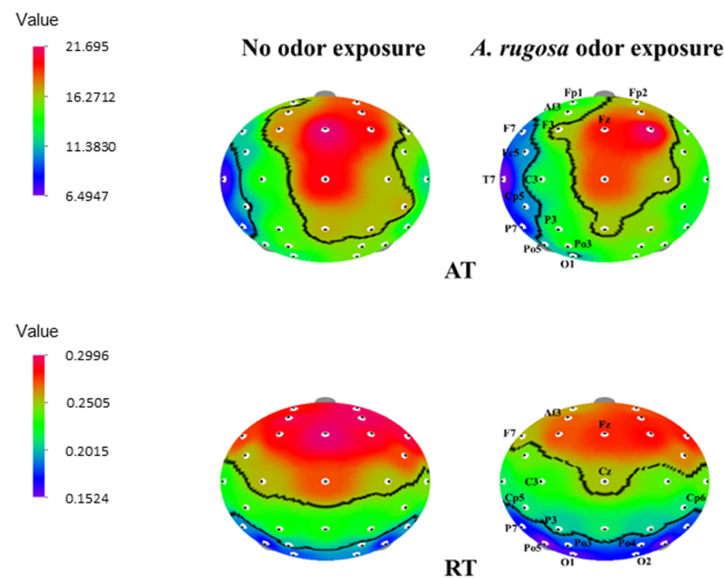 Value
21.695
16.2712
11.3830
6.4947
No odor exposure
A. rugosa odor exposure
Fp1 Fp2
Af3
F7 F3 Fz
Fc5
T7 C3
Cp5
P7 P3
Po5 Po3
O1
AT
Value
0.2996
0.2505
0.2015
0.1524
Af3 Fz
F7
C3 Cz
Cp5 Cp6
P7 P3
Po5 Po3 Po4
O1 O2
RT